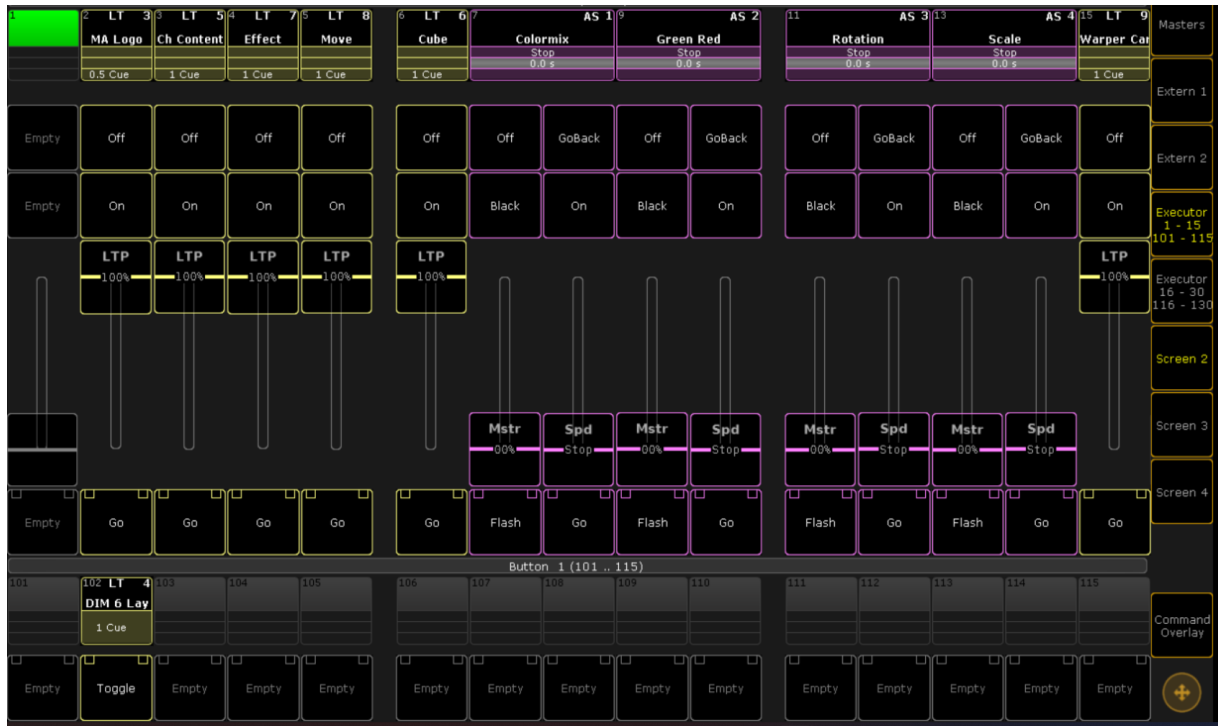 1
2 LT 3
3 LT 5
4 LT 7
5 LT 8
6 LT 6
7 AS 1
9 AS 2
11 AS 3
13 AS 4
15 LT 9
MA Logo
Ch Content
Effect
Move
Cube
Colormix
Green Red
Rotation
Scale
Warper Car
Stop
Stop
Stop
Stop
0.0 s
0.0 s
0.0 s
0.0 s
0.5 Cue
1 Cue
1 Cue
1 Cue
1 Cue
1 Cue
Empty
Off
Off
Off
Off
Off
Off
GoBack
Off
GoBack
Off
GoBack
Off
GoBack
Off
Empty
On
On
On
On
On
Black
On
Black
On
Black
On
Black
On
On
LTP
LTP
LTP
LTP
LTP
LTP
100%
100%
100%
100%
100%
100%
Mstr
Spd
Mstr
Spd
Mstr
Spd
Mstr
Spd
00%
Stop
00%
Stop
00%
Stop
00%
Stop
Empty
Go
Go
Go
Go
Go
Flash
Go
Flash
Go
Flash
Go
Flash
Go
Go
Button 1 (101 .. 115)
101
102 LT 4
103
104
105
106
107
108
109
110
111
112
113
114
115
DIM 6 Lay
1 Cue
Empty
Toggle
Empty
Empty
Empty
Empty
Empty
Empty
Empty
Empty
Empty
Empty
Empty
Empty
Empty
Masters
Extern 1
Extern 2
Executor
1 - 15
101 - 115
Executor
16 - 30
116 - 130
Screen 2
Screen 3
Screen 4
Command
Overlay